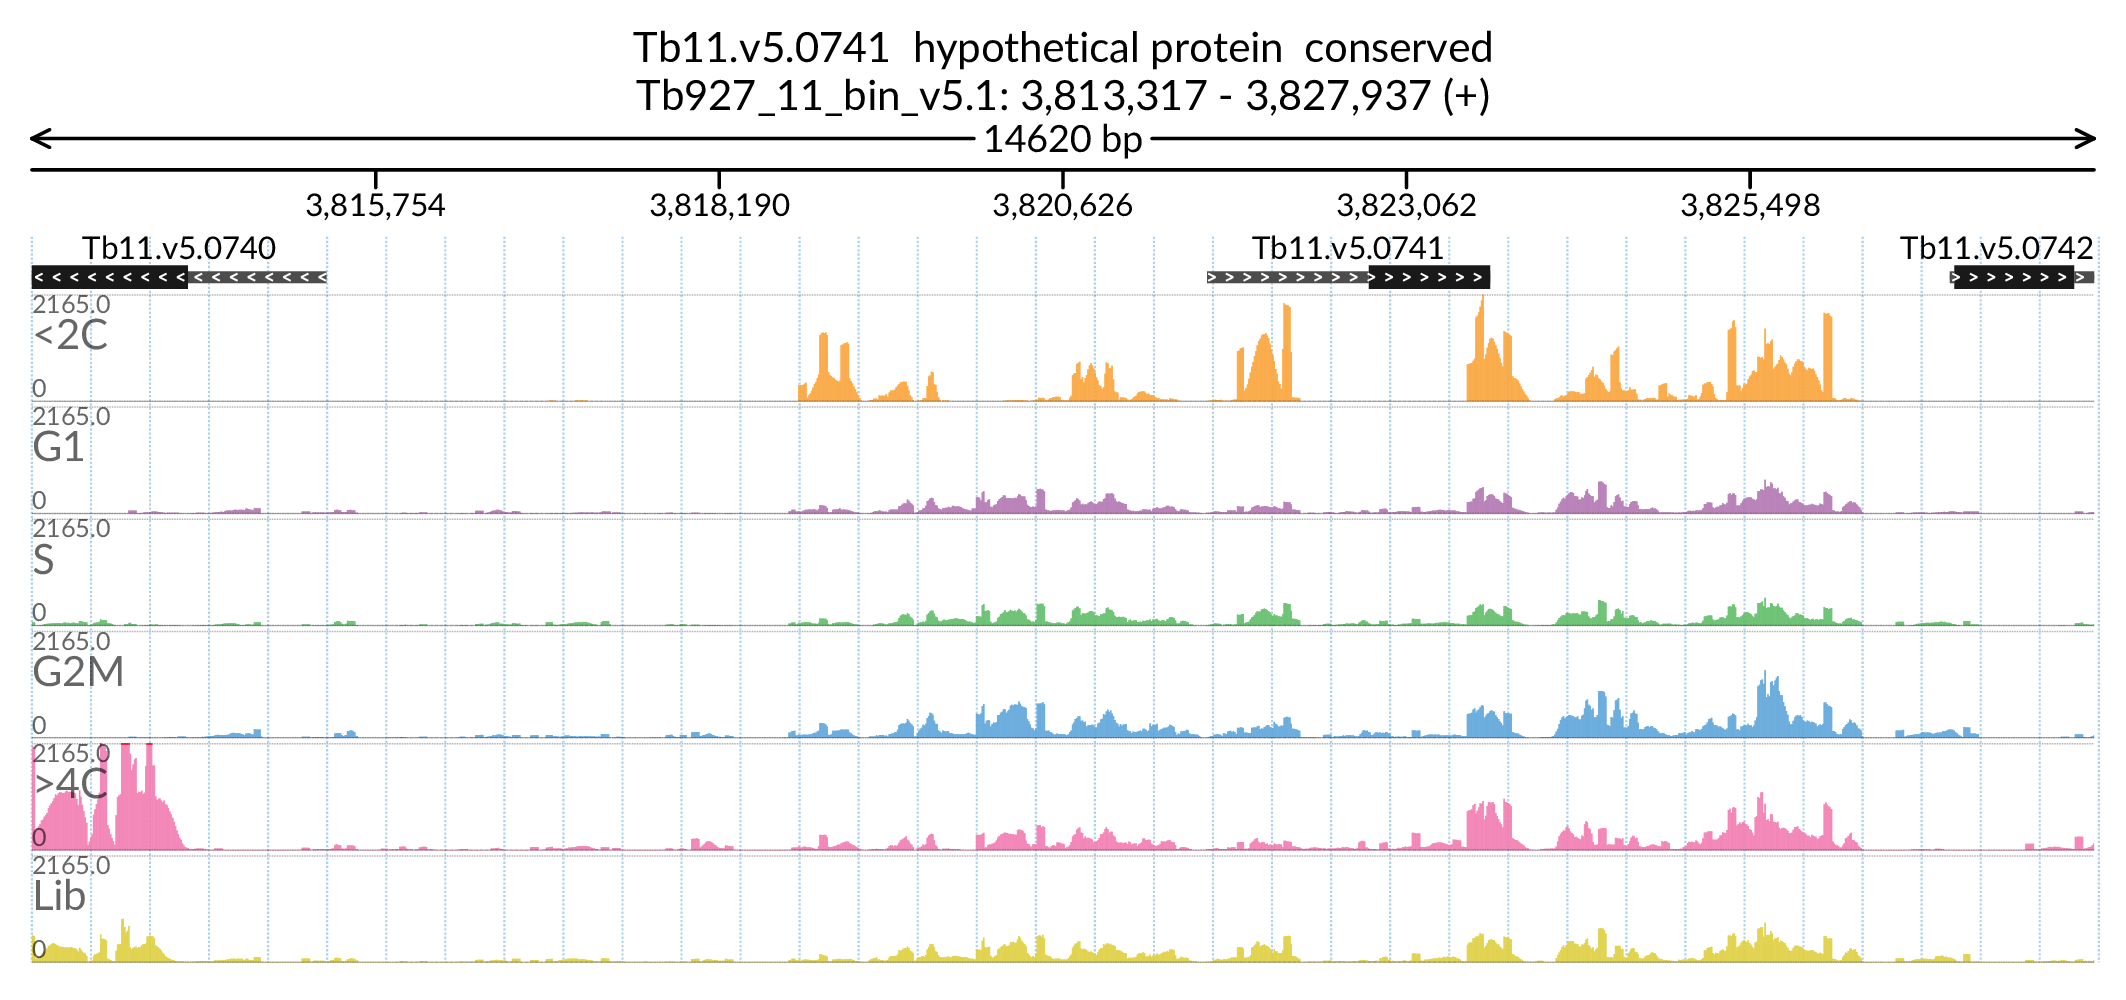 Tb11.v5.0741 hypothetical protein conserved
Tb927_11_bin_v5.1: 3,813,317 - 3,827,937 (+)
14620 bp
3,815,754 3,818,190 3,820,626 3,823,062 3,825,498
Tb11.v5.0740 Tb11.v5.0741 Tb11.v5.0742
2165.0
<2C
0
2165.0
G1
0
2165.0
S
0
2165.0
G2M
0
2165.0
>4C
0
2165.0
Lib
0